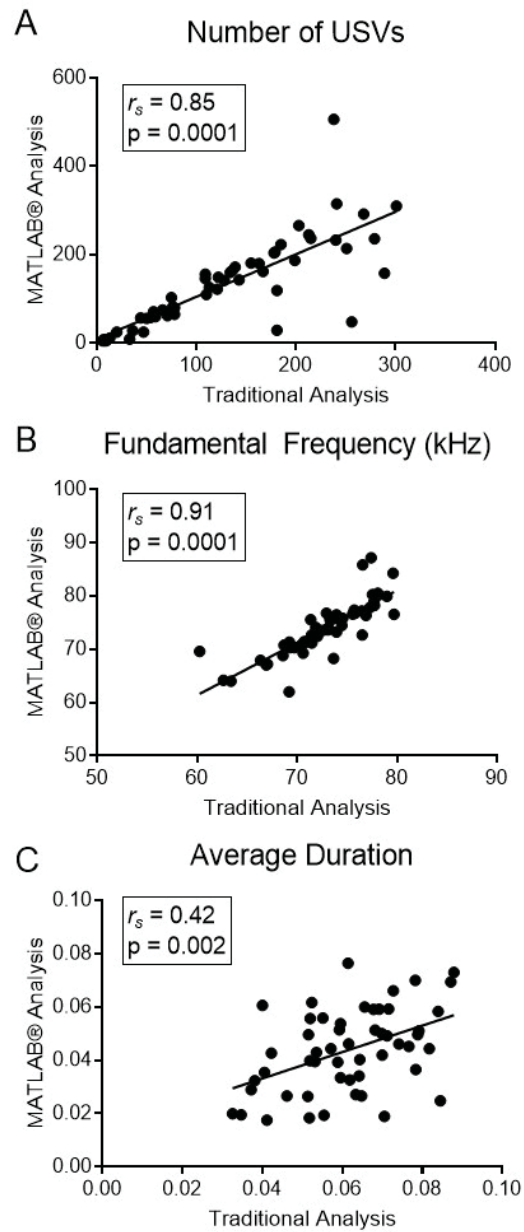 A
Number of USVs
600
400
200
0
r_s = 0.85
p = 0.0001
MATLAB® Analysis
0 100 200 300 400
Traditional Analysis
B
Fundamental Frequency (kHz)
100
90
80
70
60
50
r_s = 0.91
p = 0.0001
MATLAB® Analysis
50 60 70 80 90
Traditional Analysis
C
Average Duration
0.10
0.08
0.06
0.04
0.02
0.00
r_s = 0.42
p = 0.002
MATLAB® Analysis
0.00 0.02 0.04 0.06 0.08 0.10
Traditional Analysis